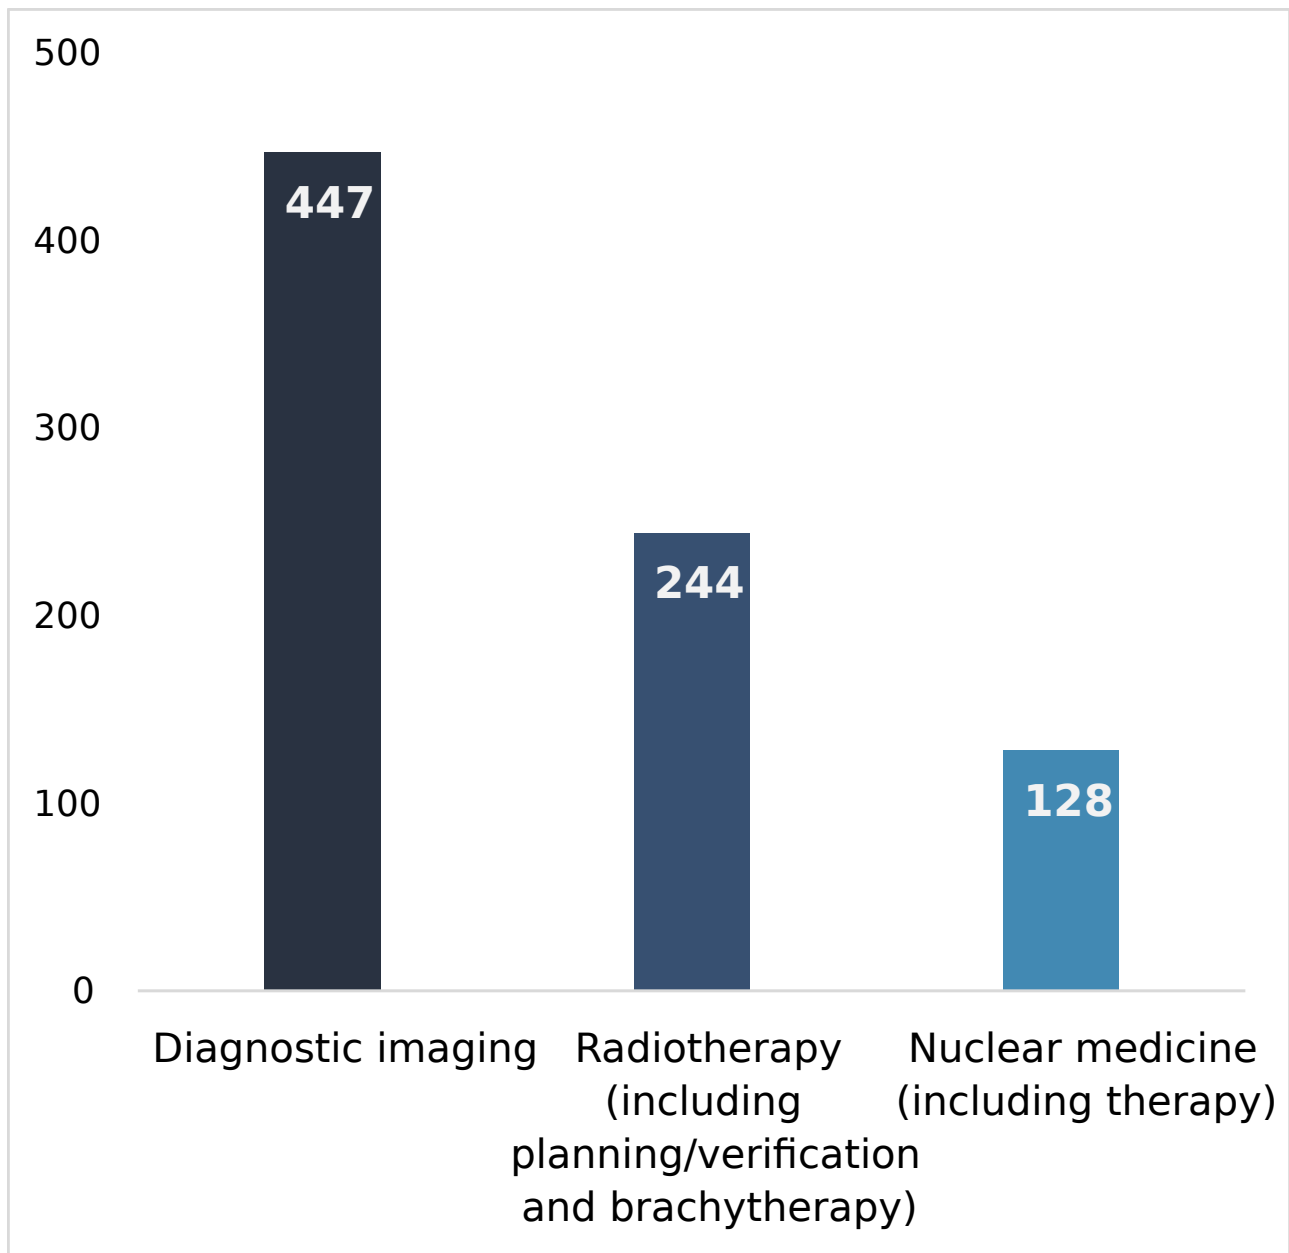 500
447
400
300
244
200
128
100
0
Diagnostic imaging
Radiotherapy
(including
planning/verification
and brachytherapy)
Nuclear medicine
(including therapy)